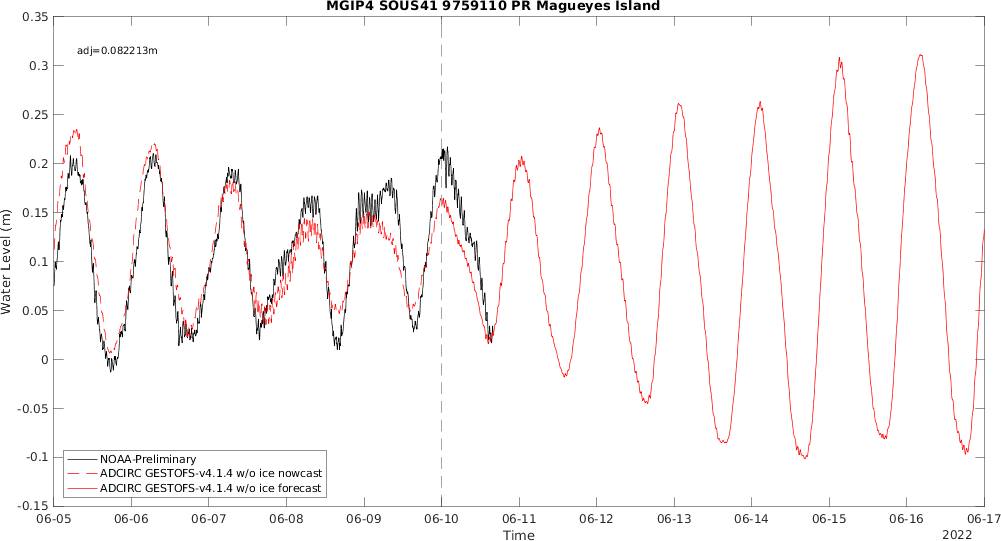 MGIP4 SOUS41 9759110 PR Magueyes Island
adj=0.082213m
0.35
0.3
0.25
0.2
0.15
0.1
0.05
0
-0.05
-0.1
-0.15
Water Level (m)
NOAA-Preliminary
ADCIRC GESTOFS-v4.1.4 w/o ice nowcast
ADCIRC GESTOFS-v4.1.4 w/o ice forecast
06-05 06-06 06-07 06-08 06-09 06-10 06-11 06-12 06-13 06-14 06-15 06-16 06-17
Time
2022